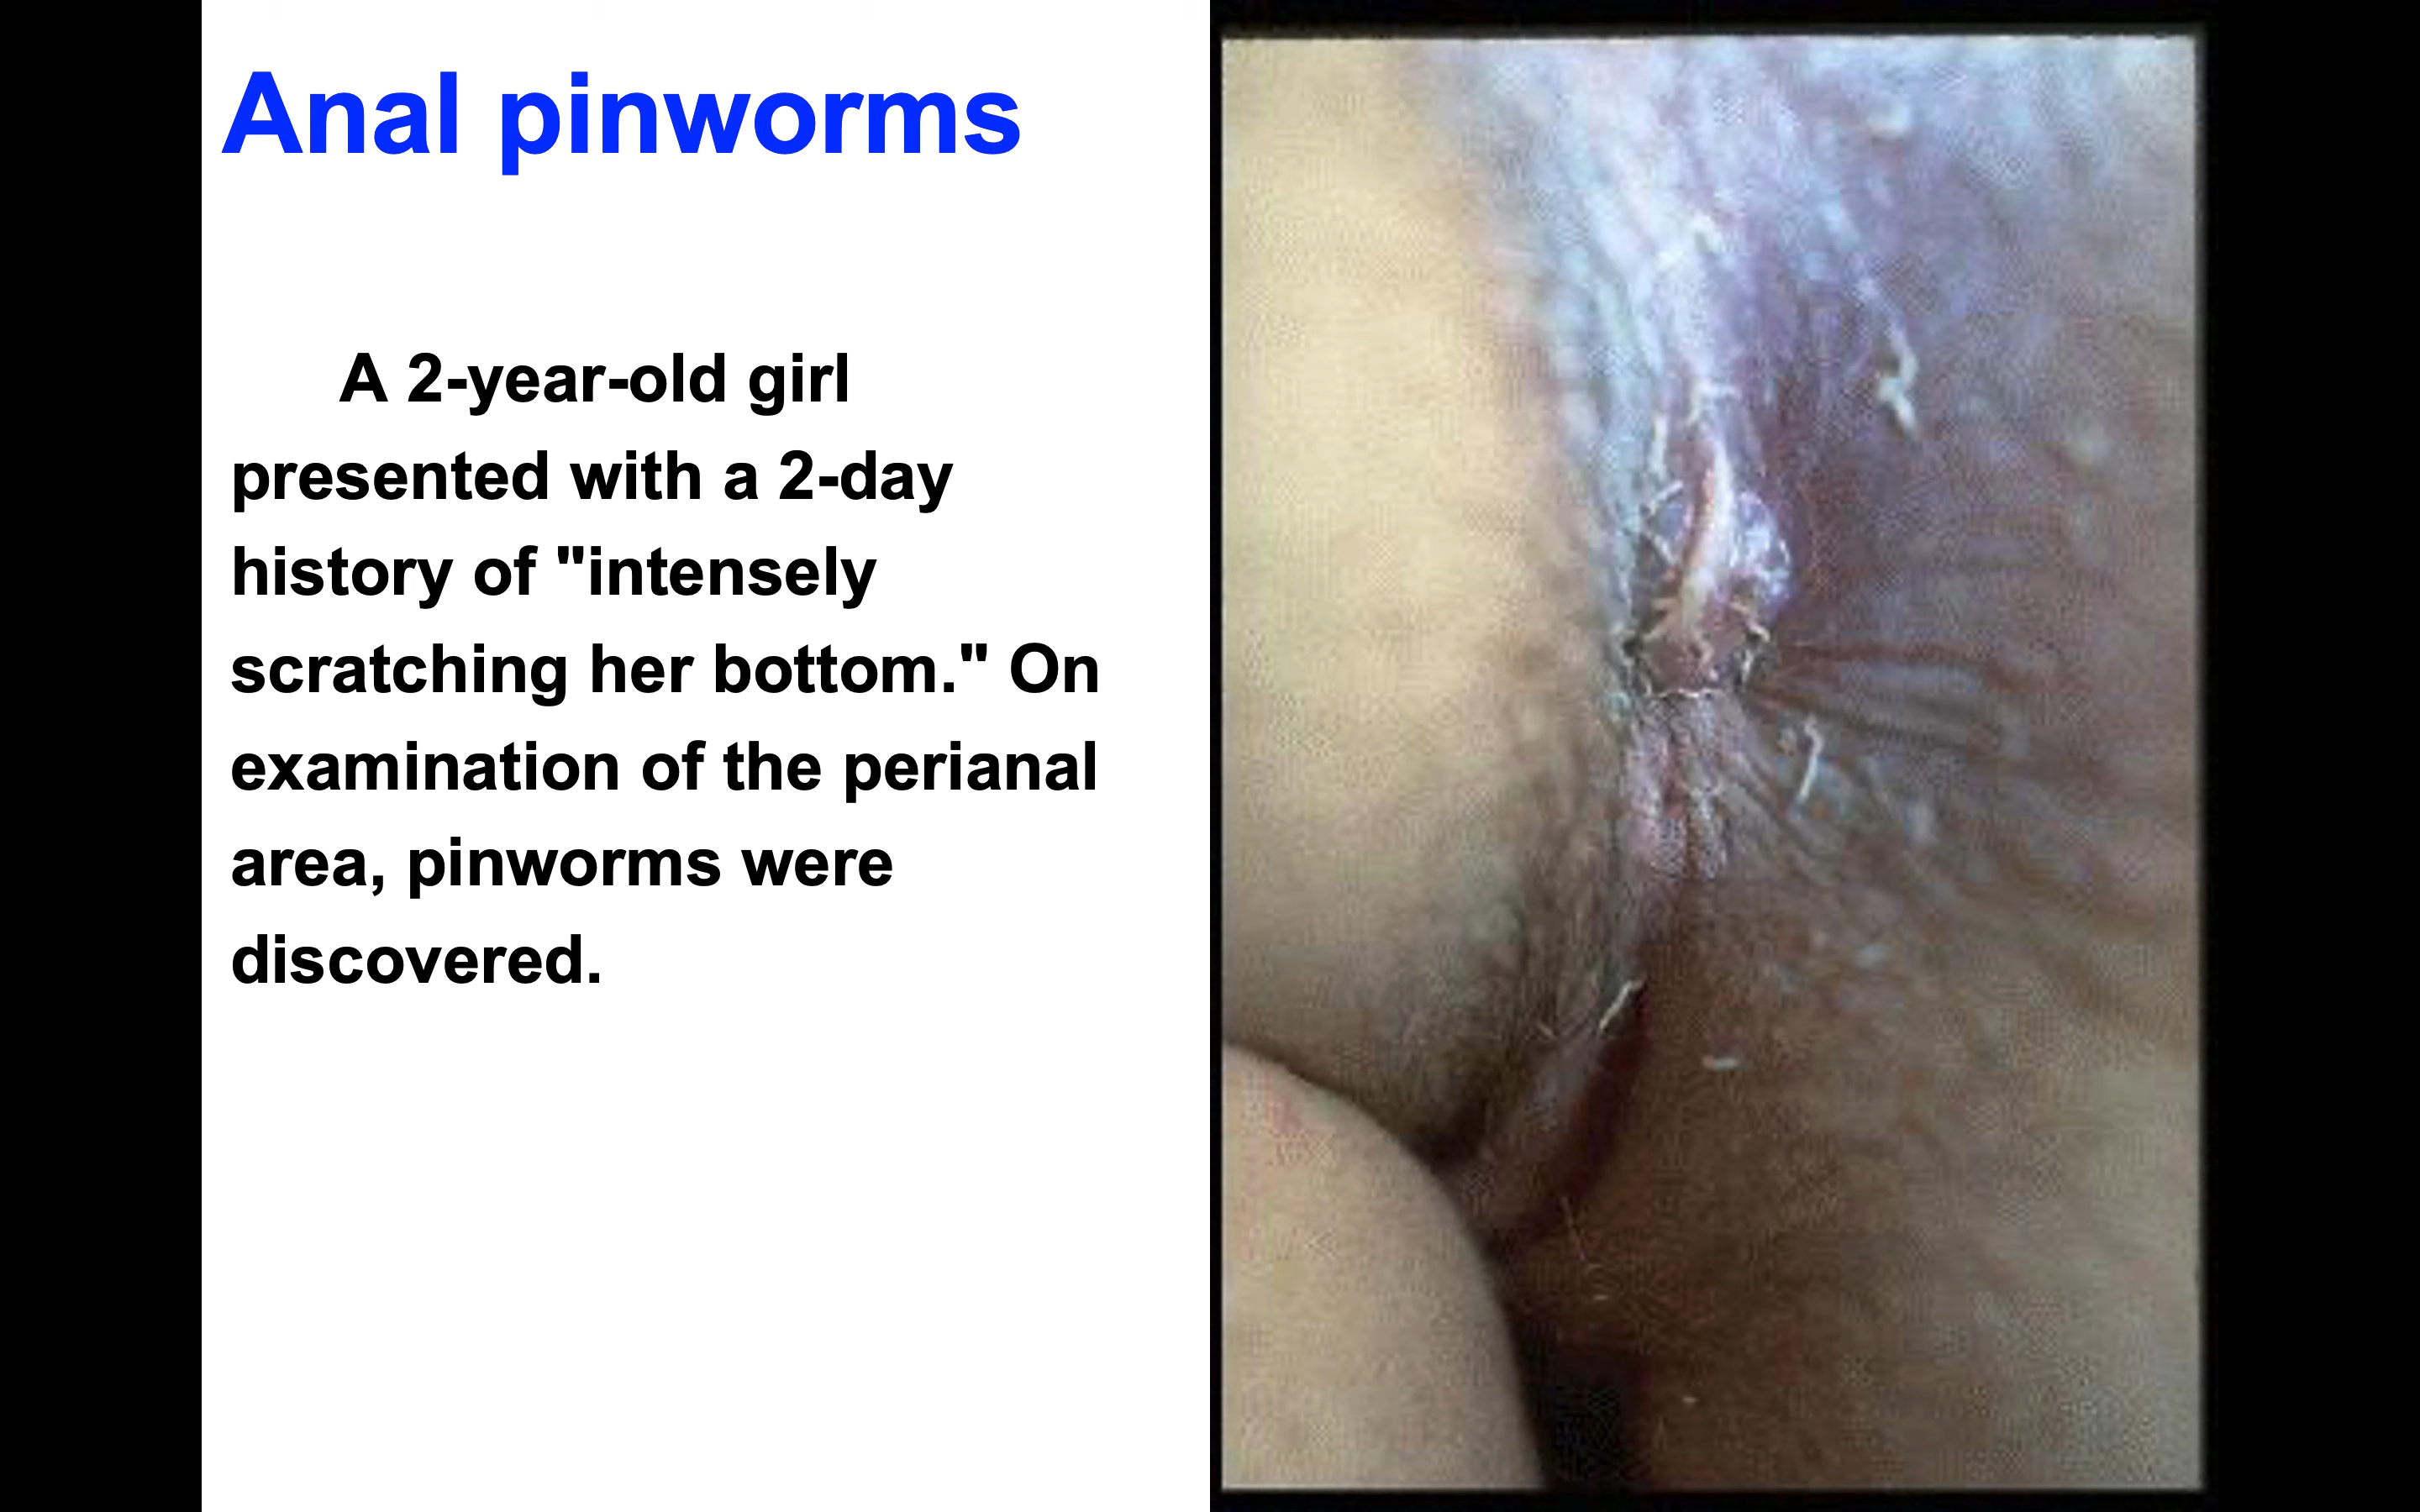 Anal pinworms
A 2-year-old girl
presented with a 2-day
history of "intensely
scratching her bottom." On
examination of the perianal
area, pinworms were
discovered.